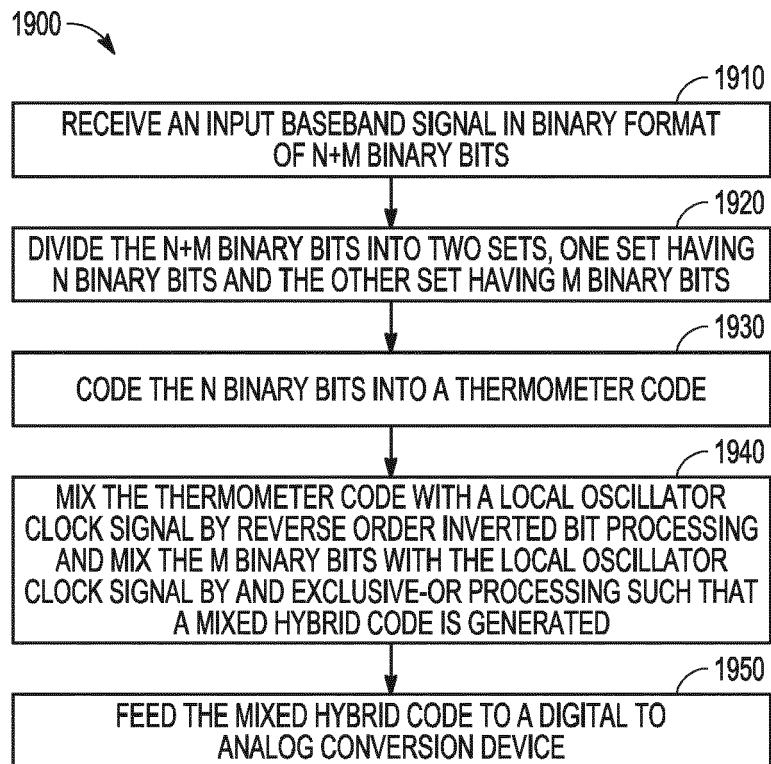 1900
1910
RECEIVE AN INPUT BASEBAND SIGNAL IN BINARY FORMAT
OF N+M BINARY BITS
1920
DIVIDE THE N+M BINARY BITS INTO TWO SETS, ONE SET HAVING
N BINARY BITS AND THE OTHER SET HAVING M BINARY BITS
1930
CODE THE N BINARY BITS INTO A THERMOMETER CODE
1940
MIX THE THERMOMETER CODE WITH A LOCAL OSCILLATOR
CLOCK SIGNAL BY REVERSE ORDER INVERTED BIT PROCESSING
AND MIX THE M BINARY BITS WITH THE LOCAL OSCILLATOR
CLOCK SIGNAL BY AND EXCLUSIVE-OR PROCESSING SUCH THAT
A MIXED HYBRID CODE IS GENERATED
1950
FEED THE MIXED HYBRID CODE TO A DIGITAL TO
ANALOG CONVERSION DEVICE